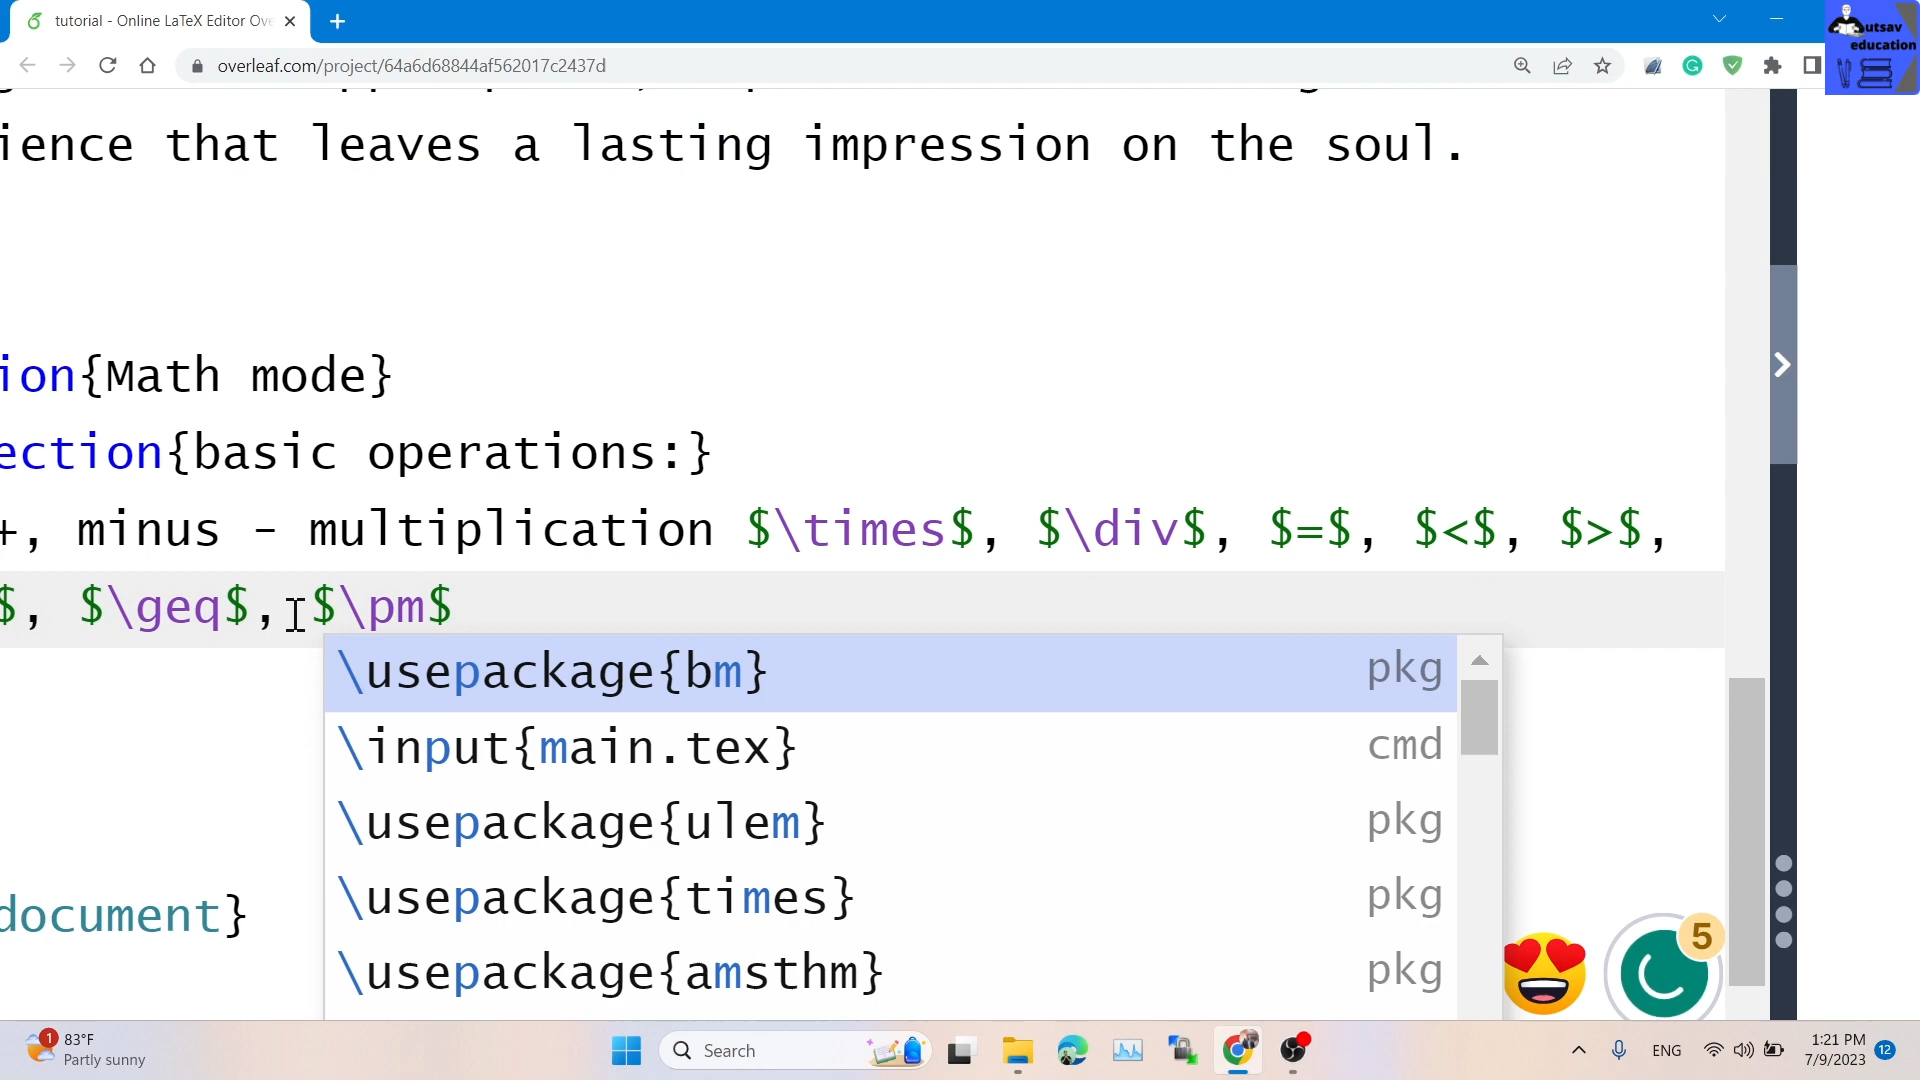 tutorial - Online LaTeX Editor Ove
utsav
education
overleaf.com/project/64a6d68844af562017c2437d
ience that leaves a lasting impression on the soul.
ion{Math mode}
ection{basic operations:}
+, minus - multiplication $\times$, $\div$, $=$, $<$, $>$,
$, $\geq$, $\pm$
\usepackage{bm} pkg
\input{main.tex} cmd
\usepackage{ulem} pkg
\usepackage{times} pkg
document}
\usepackage{amsthm} pkg
5
1
83°F
Partly sunny
Search
ENG
1:21 PM
7/9/2023
12